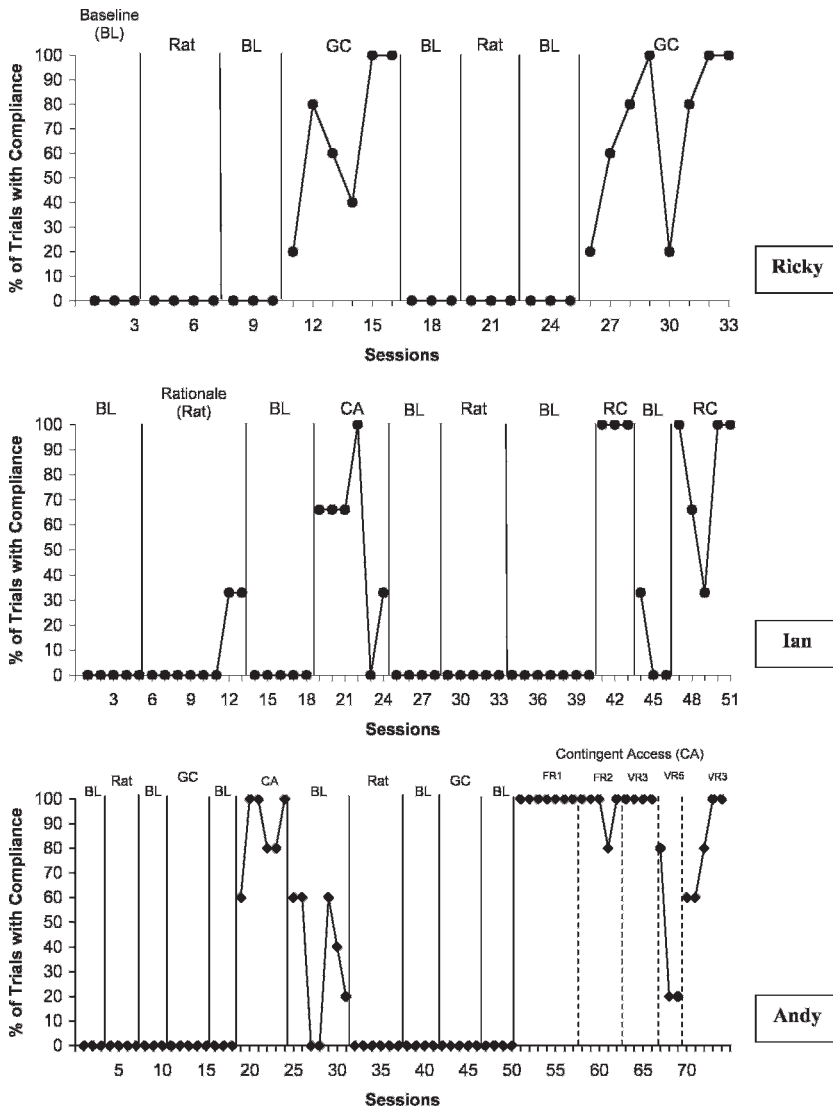 Baseline
(BL)
Rat
BL
GC
BL
Rat
BL
GC
100
90
80
70
60
50
40
30
20
10
0
% of Trials with Compliance
3
6
9
12
15
18
21
24
27
30
33
Sessions
Ricky
BL
Rationale
(Rat)
BL
CA
BL
Rat
BL
RC
BL
RC
100
90
80
70
60
50
40
30
20
10
0
% of Trials with Compliance
3
6
9
12
15
18
21
24
27
30
33
36
39
42
45
48
51
Sessions
Ian
Contingent Access (CA)
BL
Rat
BL
GC
BL
CA
BL
Rat
BL
GC
BL
FR1
FR2
VR3
VR5
VR3
100
90
80
70
60
50
40
30
20
10
0
% of Trials with Compliance
5
10
15
20
25
30
35
40
45
50
55
60
65
70
Sessions
Andy